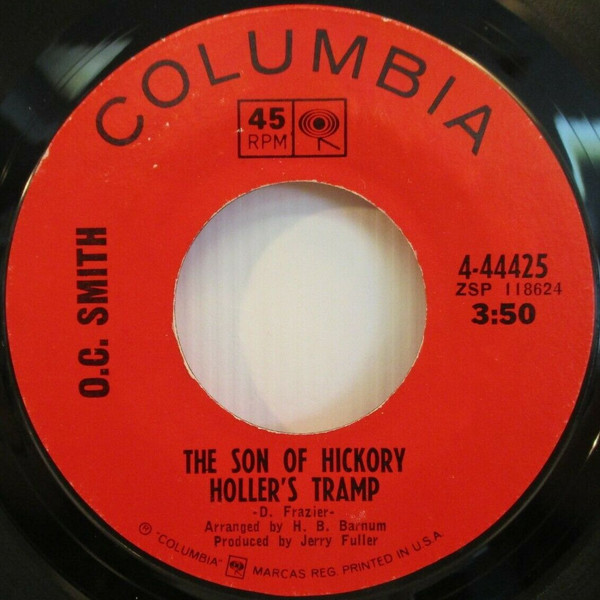 COLUMBIA
45
RPM
O.C. SMITH
4-44425
ZSP 118624
3:50
THE SON OF HICKORY
HOLLER'S TRAMP
-D. Frazier-
Arranged by H. B. Barnum
Produced by Jerry Fuller
® "COLUMBIA" MARCAS REG. PRINTED IN U.S.A.